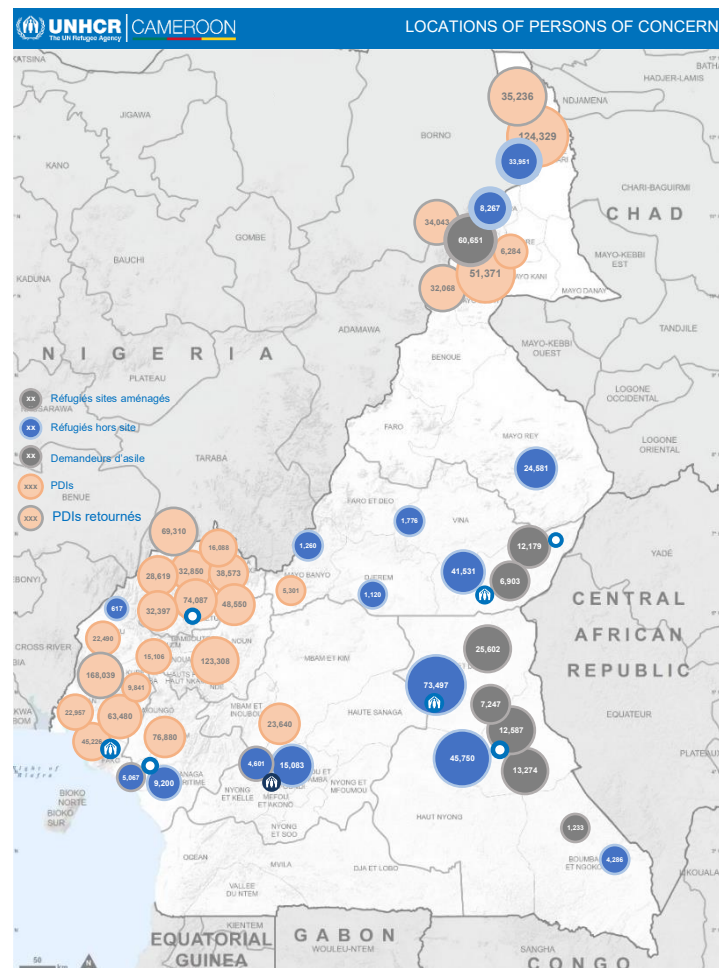 UNHCR
The UN Refugee Agency
CAMEROON
LOCATIONS OF PERSONS OF CONCERN
KATSINA
BATHA
HADJER-LAMIS
35,236
NDJAMENA
JIGAWA
BORNO
124,329
33,951
KANO
CHARI-BAGUIRMI
8,267
CHAD
34,043
GOMBE
60,651
BAUCHI
6,284
MAYO-KEBBI
EST
KADUNA
51,371
MAYO KANI
32,068
MAYO DANAY
ADAMAWA
TANDJILE
MAYO-KEBBI
OUEST
NIGERIA
BENOUE
PLATEAU
LOGONE
OCCIDENTAL
xx Réfugiés sites aménagés
NASSARAWA
xx Réfugiés hors site
FARO
MAYO REY
LOGONE
ORIENTAL
xx Demandeurs d'asile
TARABA
24,581
xxx PDIs
BENUE
FARO ET DEO
xxx PDIs retournés
1,776
VINA
69,310
12,179
16,088
1,260
YADE
28,619
32,850
38,573
41,531
MAYO BANYO
DJEREM
6,903
5,301
1,120
74,087
48,550
CENTRAL
AFRICAN
REPUBLIC
617
32,397
22,490
NOUN
CROSS RIVER
15,106
123,308
MBAM ET KIM
25,602
168,039
9,841
73,497
7,247
22,957
63,480
MBAM ET
INOUBOU
HAUTE SANAGA
EQUATEUR
23,640
12,587
45,226
76,880
45,750
PLATEAUX
4,601
15,083
13,274
5,067
9,200
NYONG
ET KELLE
MEFOU
ET AKONO
NYONG ET
MFOUMOU
BIOKO
NORTE
BIOKO
SUR
HAUT NYONG
NYONG
ET SOO
1,233
OCEAN
MVILA
DJA ET LOBO
BOUMBA
ET NGOKO
4,286
VALLEE
DU NTEM
KIENTEM
EQUATORIAL
GUINEA
GABON
WOULEU-NTEM
SANGHA
CONGO
50
km